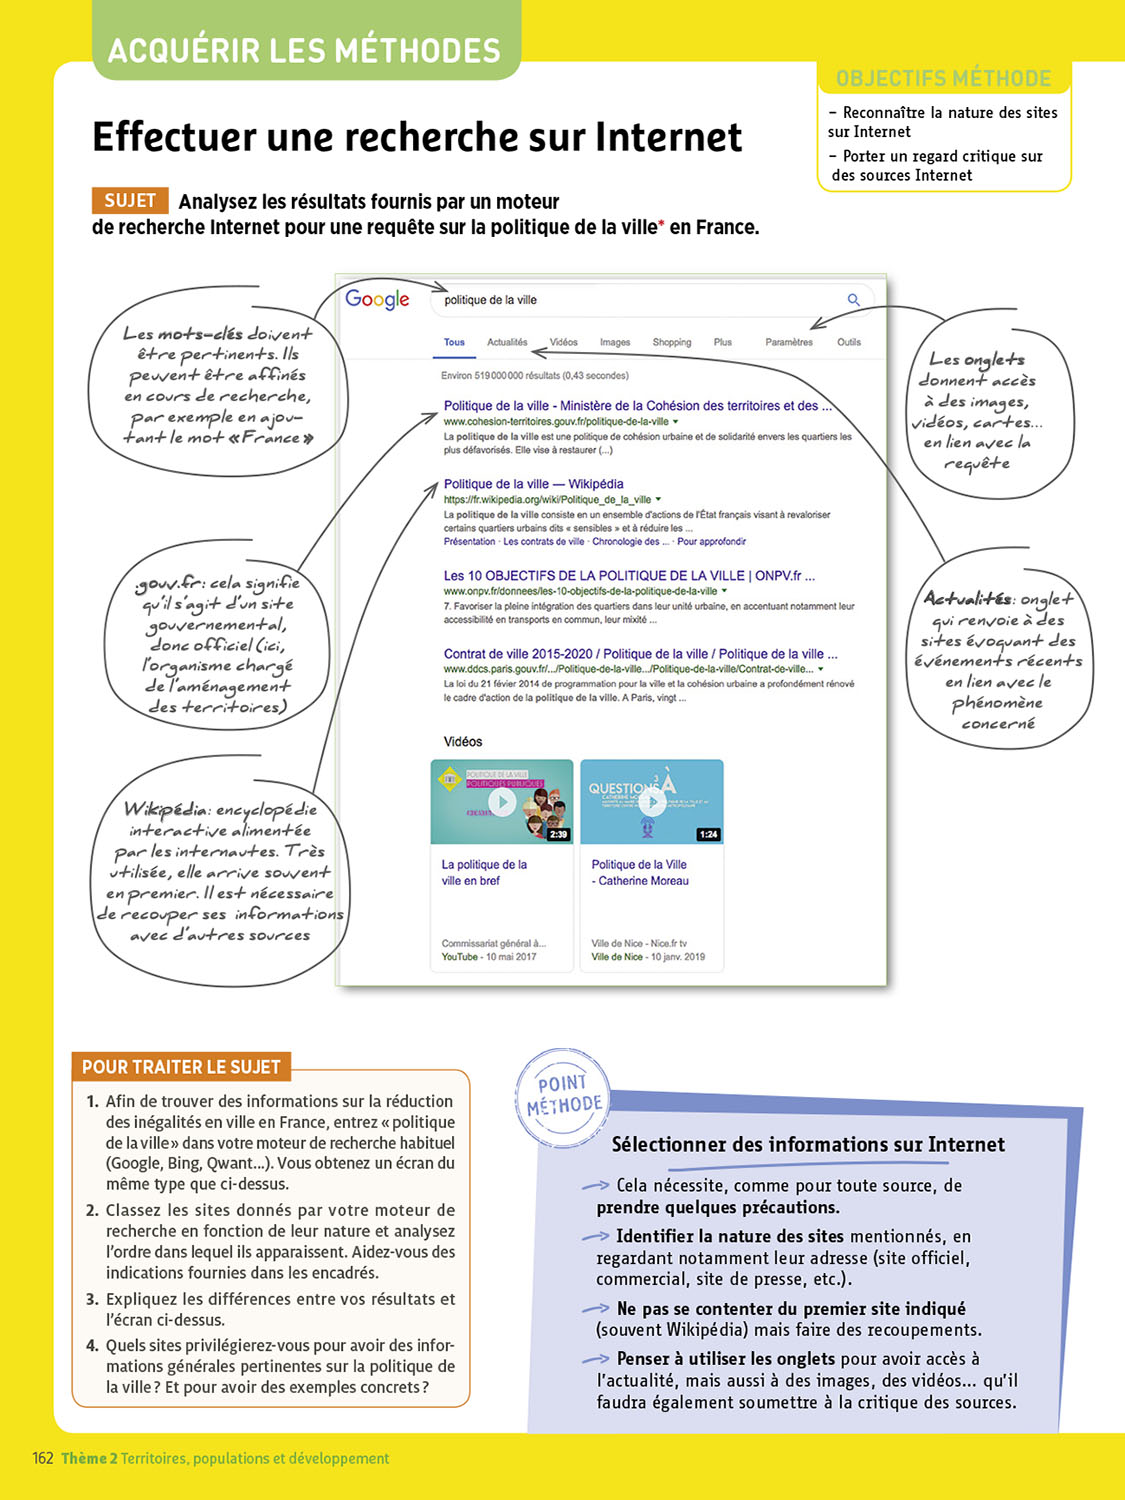 ACQUÉRIR LES MÉTHODES
OBJECTIFS MÉTHODE
– Reconnaître la nature des sites
sur Internet
– Porter un regard critique sur
des sources Internet
Effectuer une recherche sur Internet
SUJET Analysez les résultats fournis par un moteur
de recherche Internet pour une requête sur la politique de la ville* en France.
Les mots-clés doivent
être pertinents. Ils
peuvent être affinés
en cours de recherche,
par exemple en ajou-
tant le mot «France»
.gouv.fr: cela signifie
qu'il s'agit d'un site
gouvernemental,
donc officiel (ici,
l'organisme chargé
de l'aménagement
des territoires)
Wikipédia: encyclopédie
interactive alimentée
par les internautes. Très
utilisée, elle arrive souvent
en premier. Il est nécessaire
de recouper ses informations
avec d'autres sources
Google
politique de la ville
Tous Actualités Vidéos Images Shopping Plus Paramètres Outils
Environ 519 000 000 résultats (0,43 secondes)
Politique de la ville - Ministère de la Cohésion des territoires et des ...
www.cohesion-territoires.gouv.fr/politique-de-la-ville
La politique de la ville est une politique de cohésion urbaine et de solidarité envers les quartiers les
plus défavorisés. Elle vise à restaurer (...)
Politique de la ville — Wikipédia
https://fr.wikipedia.org/wiki/Politique_de_la_ville
La politique de la ville consiste en un ensemble d'actions de l'État français visant à revaloriser
certains quartiers urbains dits « sensibles » et à réduire les ...
Présentation · Les contrats de ville · Chronologie des ... · Pour approfondir
Les 10 OBJECTIFS DE LA POLITIQUE DE LA VILLE | ONPV.fr ...
www.onpv.fr/donnees/les-10-objectifs-de-la-politique-de-la-ville
7. Favoriser la pleine intégration des quartiers dans leur unité urbaine, en accentuant notamment leur
accessibilité en transports en commun, leur mixité ...
Contrat de ville 2015-2020 / Politique de la ville / Politique de la ville ...
www.ddcs.paris.gouv.fr/.../Politique-de-la-ville.../Politique-de-la-ville/Contrat-de-ville...
La loi du 21 février 2014 de programmation pour la ville et la cohésion urbaine a profondément rénové
le cadre d'action de la politique de la ville. A Paris, vingt ...
Vidéos
POLITIQUE DE LA VILLE
POLITIQUES PUBLIQUES
2:39
La politique de la
ville en bref
Commissariat général à...
YouTube - 10 mai 2017
3
QUESTIONS À
1:24
Politique de la Ville
- Catherine Moreau
Ville de Nice - Nice.fr tv
Ville de Nice - 10 janv. 2019
Les onglets
donnent accès
à des images,
vidéos, cartes...
en lien avec la
requête
Actualités: onglet
qui renvoie à des
sites évoquant des
événements récents
en lien avec le
phénomène
concerné
POUR TRAITER LE SUJET
1. Afin de trouver des informations sur la réduction
des inégalités en ville en France, entrez « politique
de la ville » dans votre moteur de recherche habituel
(Google, Bing, Qwant...). Vous obtenez un écran du
même type que ci-dessus.
2. Classez les sites donnés par votre moteur de
recherche en fonction de leur nature et analysez
l'ordre dans lequel ils apparaissent. Aidez-vous des
indications fournies dans les encadrés.
3. Expliquez les différences entre vos résultats et
l'écran ci-dessus.
4. Quels sites privilégierez-vous pour avoir des infor-
mations générales pertinentes sur la politique de
la ville ? Et pour avoir des exemples concrets ?
POINT
MÉTHODE
Sélectionner des informations sur Internet
Cela nécessite, comme pour toute source, de
prendre quelques précautions.
Identifier la nature des sites mentionnés, en
regardant notamment leur adresse (site officiel,
commercial, site de presse, etc.).
Ne pas se contenter du premier site indiqué
(souvent Wikipédia) mais faire des recoupements.
Penser à utiliser les onglets pour avoir accès à
l'actualité, mais aussi à des images, des vidéos... qu'il
faudra également soumettre à la critique des sources.
162 Thème 2 Territoires, populations et développement